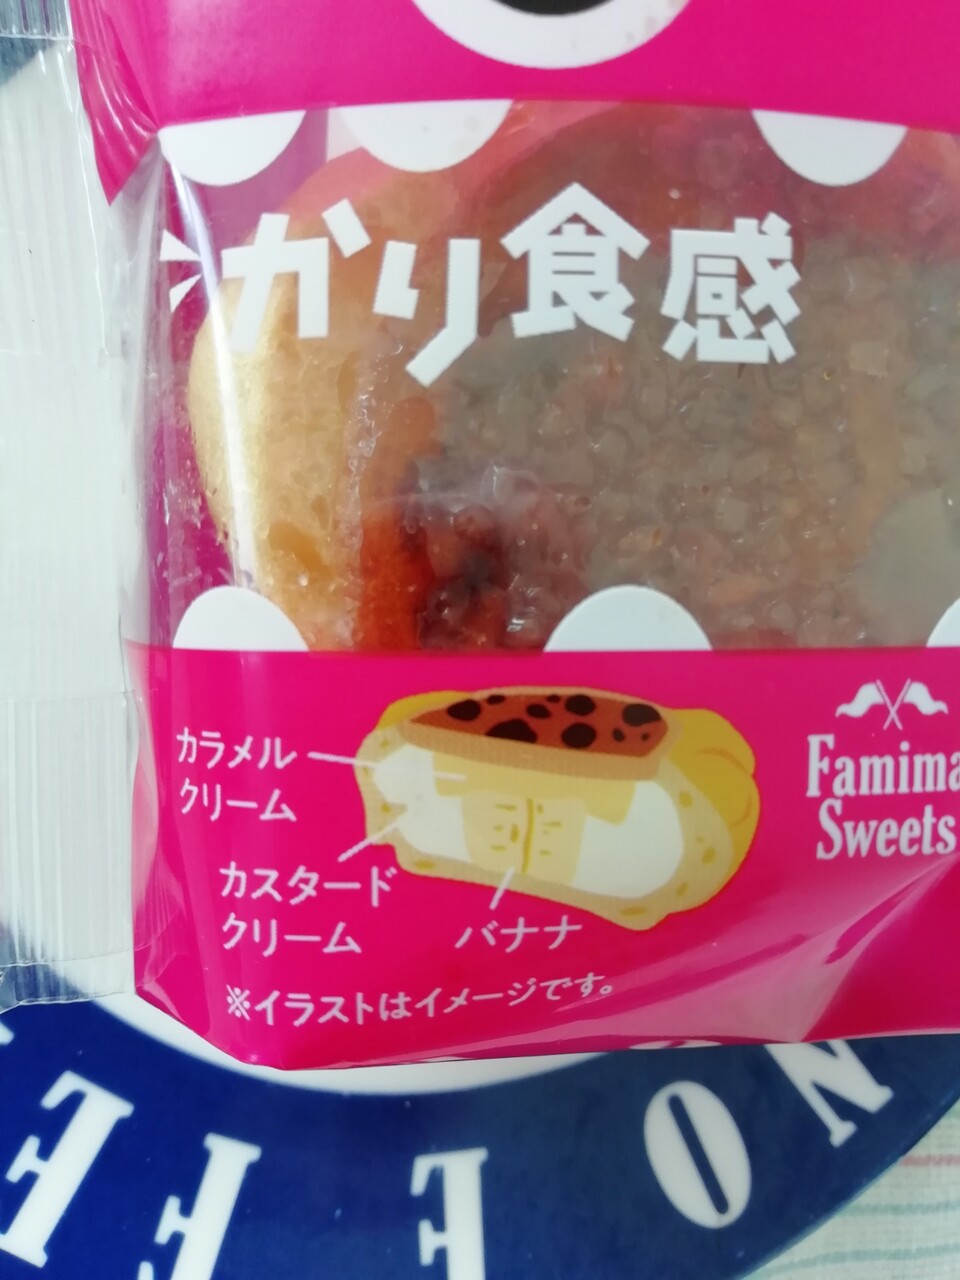 かり食感
カラメル
クリーム
カスタード
クリーム
バナナ
※イラストはイメージです。
Famima
Sweets
FE
F
E
O
N